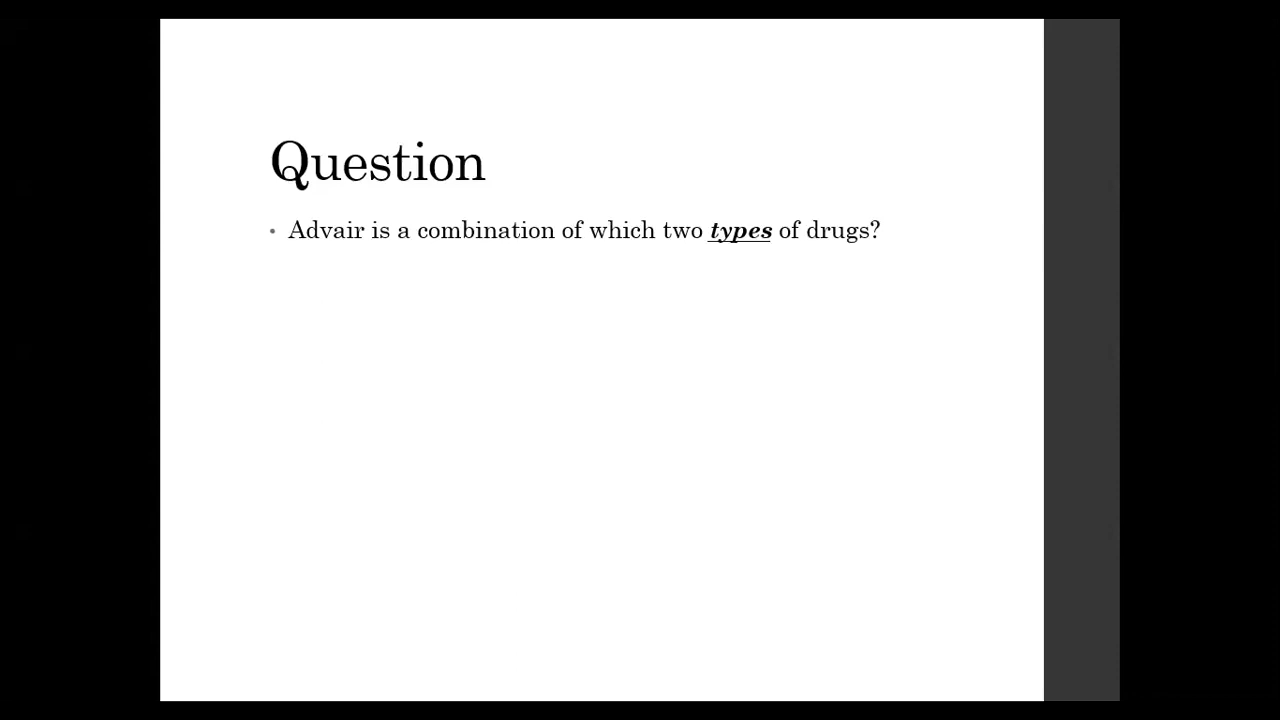 Question
• Advair is a combination of which two types of drugs?